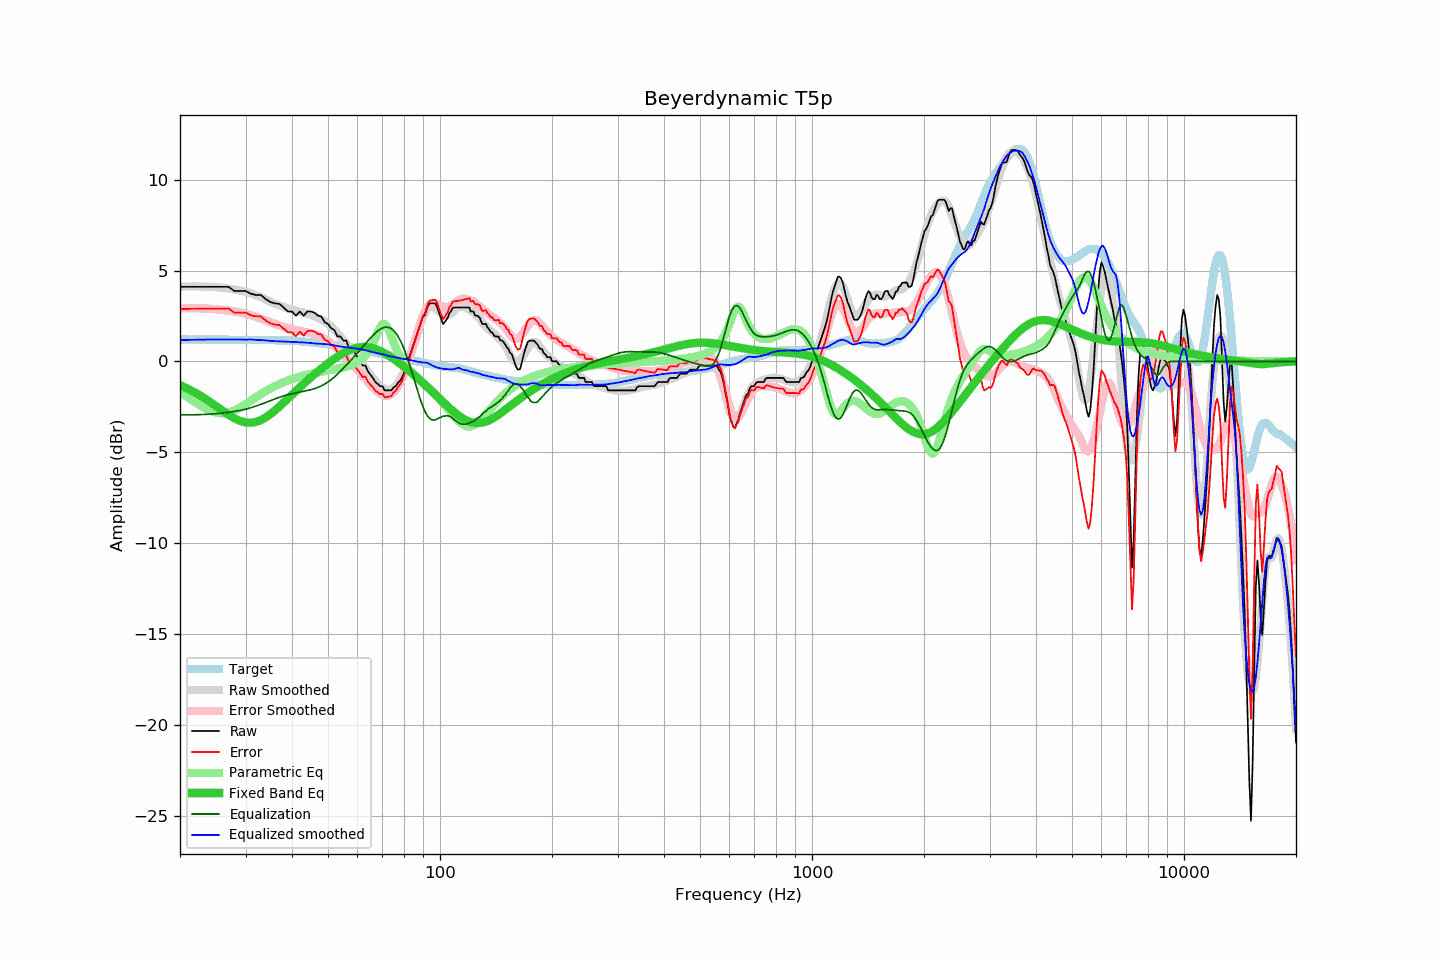 Beyerdynamic T5p
10
5
0
−5
−10
−15
−20
−25
Amplitude (dBr)
Target
Raw Smoothed
Error Smoothed
Raw
Error
Parametric Eq
Fixed Band Eq
Equalization
Equalized smoothed
100 1000 10000
Frequency (Hz)